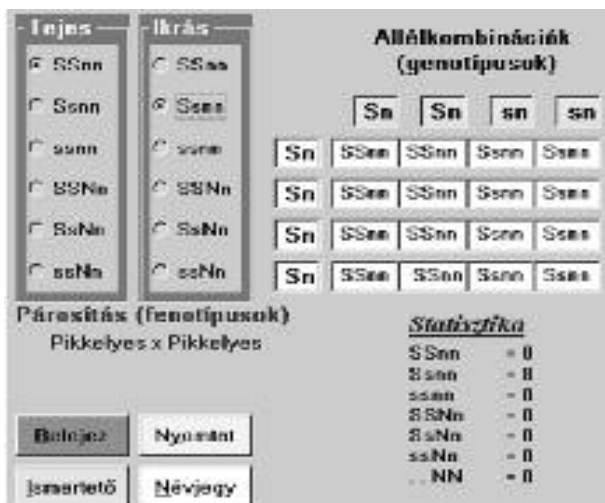 Tejes
SSnn
Ssnn
ssnn
SSNn
SsNn
ssNn
Ikrás
SSnn
Ssnn
ssnn
SSNn
SsNn
ssNn
Allélkombinációk
(genotípusok)
Sn Sn sn sn
Sn SSnn SSnn Ssnn Ssnn
Sn SSnn SSnn Ssnn Ssnn
Sn SSnn SSnn Ssnn Ssnn
Sn SSnn SSnn Ssnn Ssnn
Párosítás (fenotípusok)
Pikkelyes x Pikkelyes
Statisztika
SSnn = 8
Ssnn = 8
ssnn = 0
SSNn = 0
SsNn = 0
ssNn = 0
..NN = 0
Befejez
Nyomtat
Ismertető
Névjegy